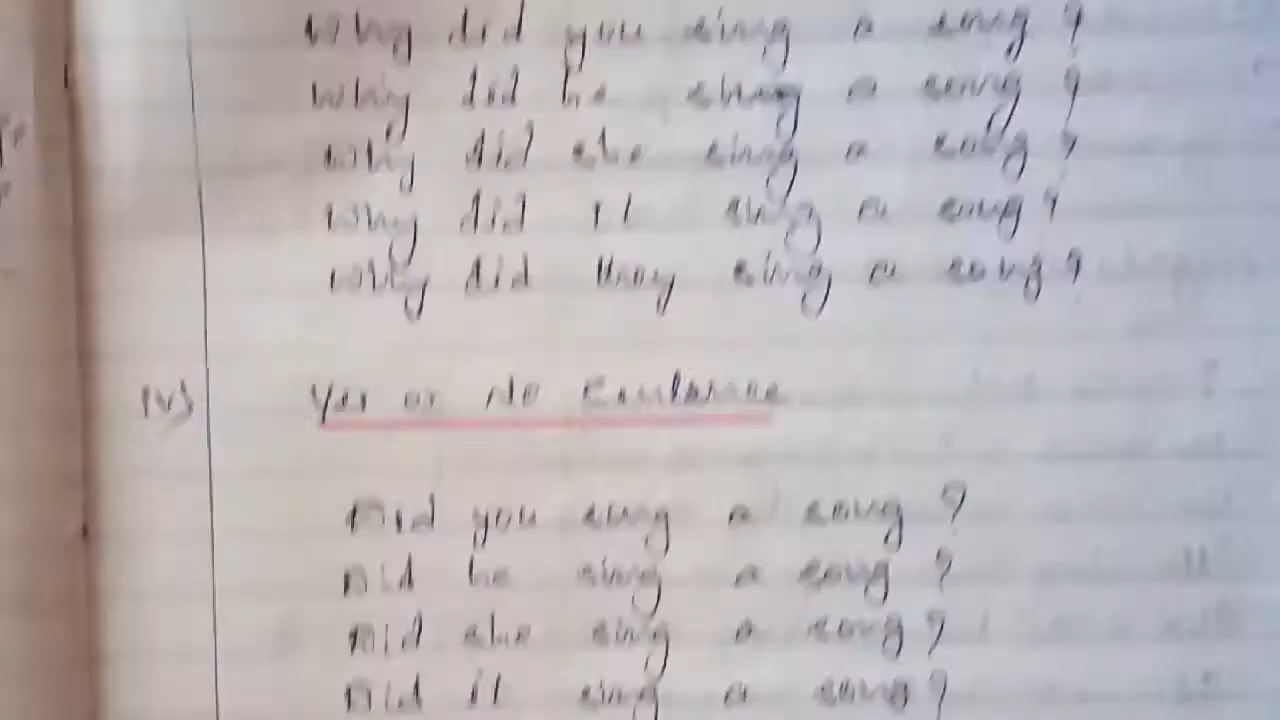 Why did you sing a song ?
Why did he sing a song ?
Why did she sing a song ?
Why did it sing a song ?
Why did they sing a song ?
iv) Yes or No Sentence
Did you sing a song ?
Did he sing a song ?
Did she sing a song ?
Did it sing a song ?